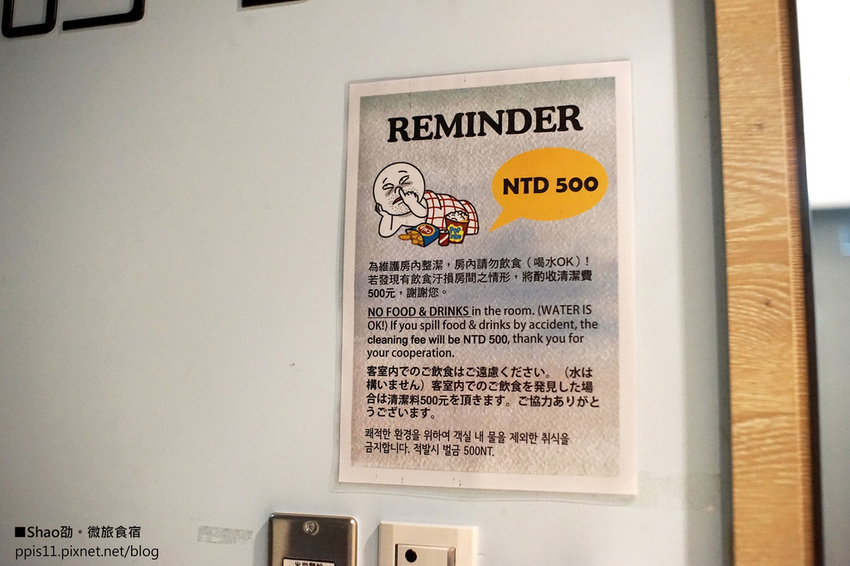 REMINDER
NTD 500
為維護房內整潔，房內請勿飲食（喝水OK）！
若發現有飲食汙損房間之情形，將酌收清潔費
500元，謝謝您。
NO FOOD & DRINKS in the room. (WATER IS
OK!) If you spill food & drinks by accident, the
cleaning fee will be NTD 500, thank you for
your cooperation.
客室内でのご飲食はご遠慮ください。（水は
構いません）客室内でのご飲食を発見した場
合は清潔料500元を頂きます。ご協力ありがと
うございます。
쾌적한 환경을 위하여 객실 내 물을 제외한 취식을
금지합니다. 적발시 벌금 500NT.
■Shao劭。微旅食宿
ppis11.pixnet.net/blog